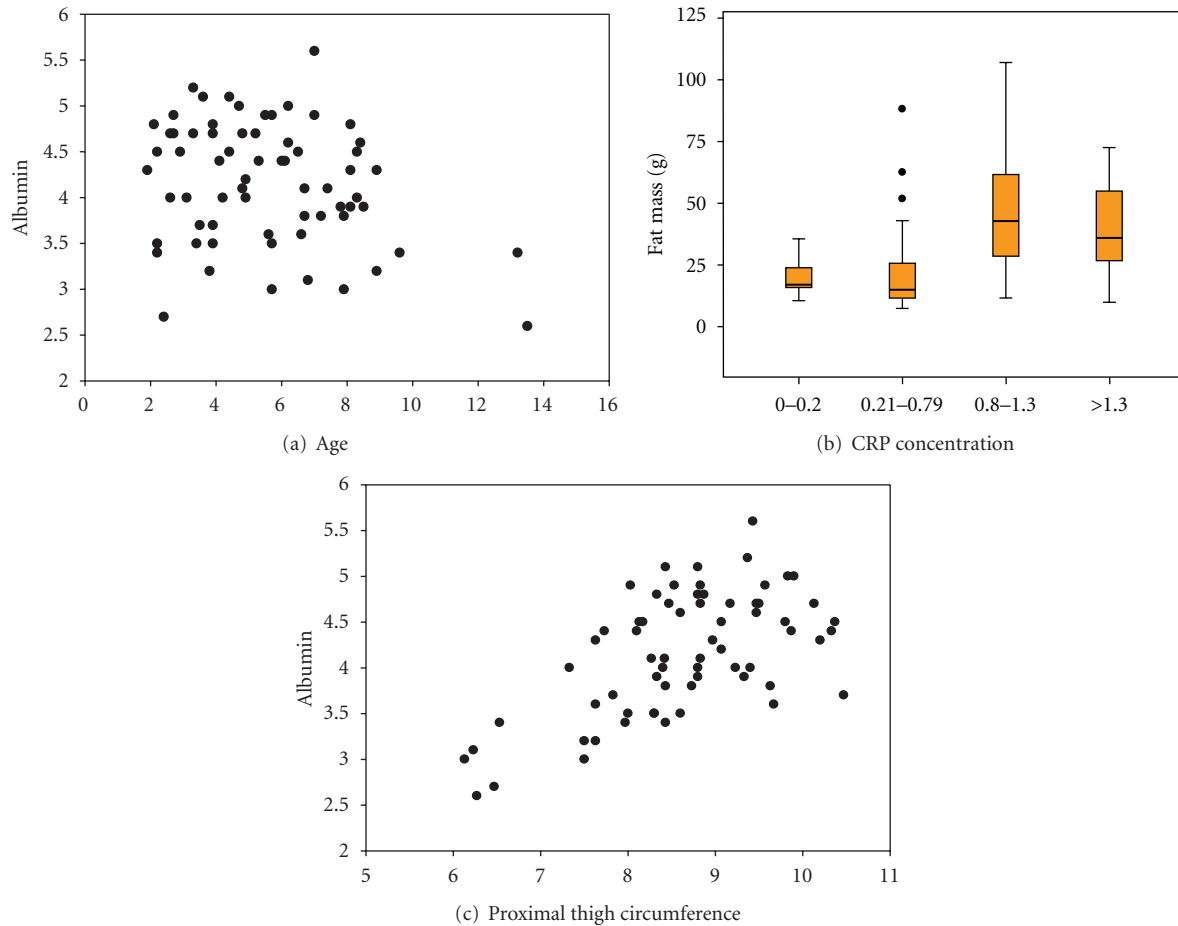 6
5.5
5
4.5
4
3.5
3
2.5
2
Albumin
0 2 4 6 8 10 12 14 16
(a) Age
125
100
75
50
25
0
Fat mass (g)
0–0.2 0.21–0.79 0.8–1.3 >1.3
(b) CRP concentration
6
5.5
5
4.5
4
3.5
3
2.5
2
Albumin
5 6 7 8 9 10 11
(c) Proximal thigh circumference